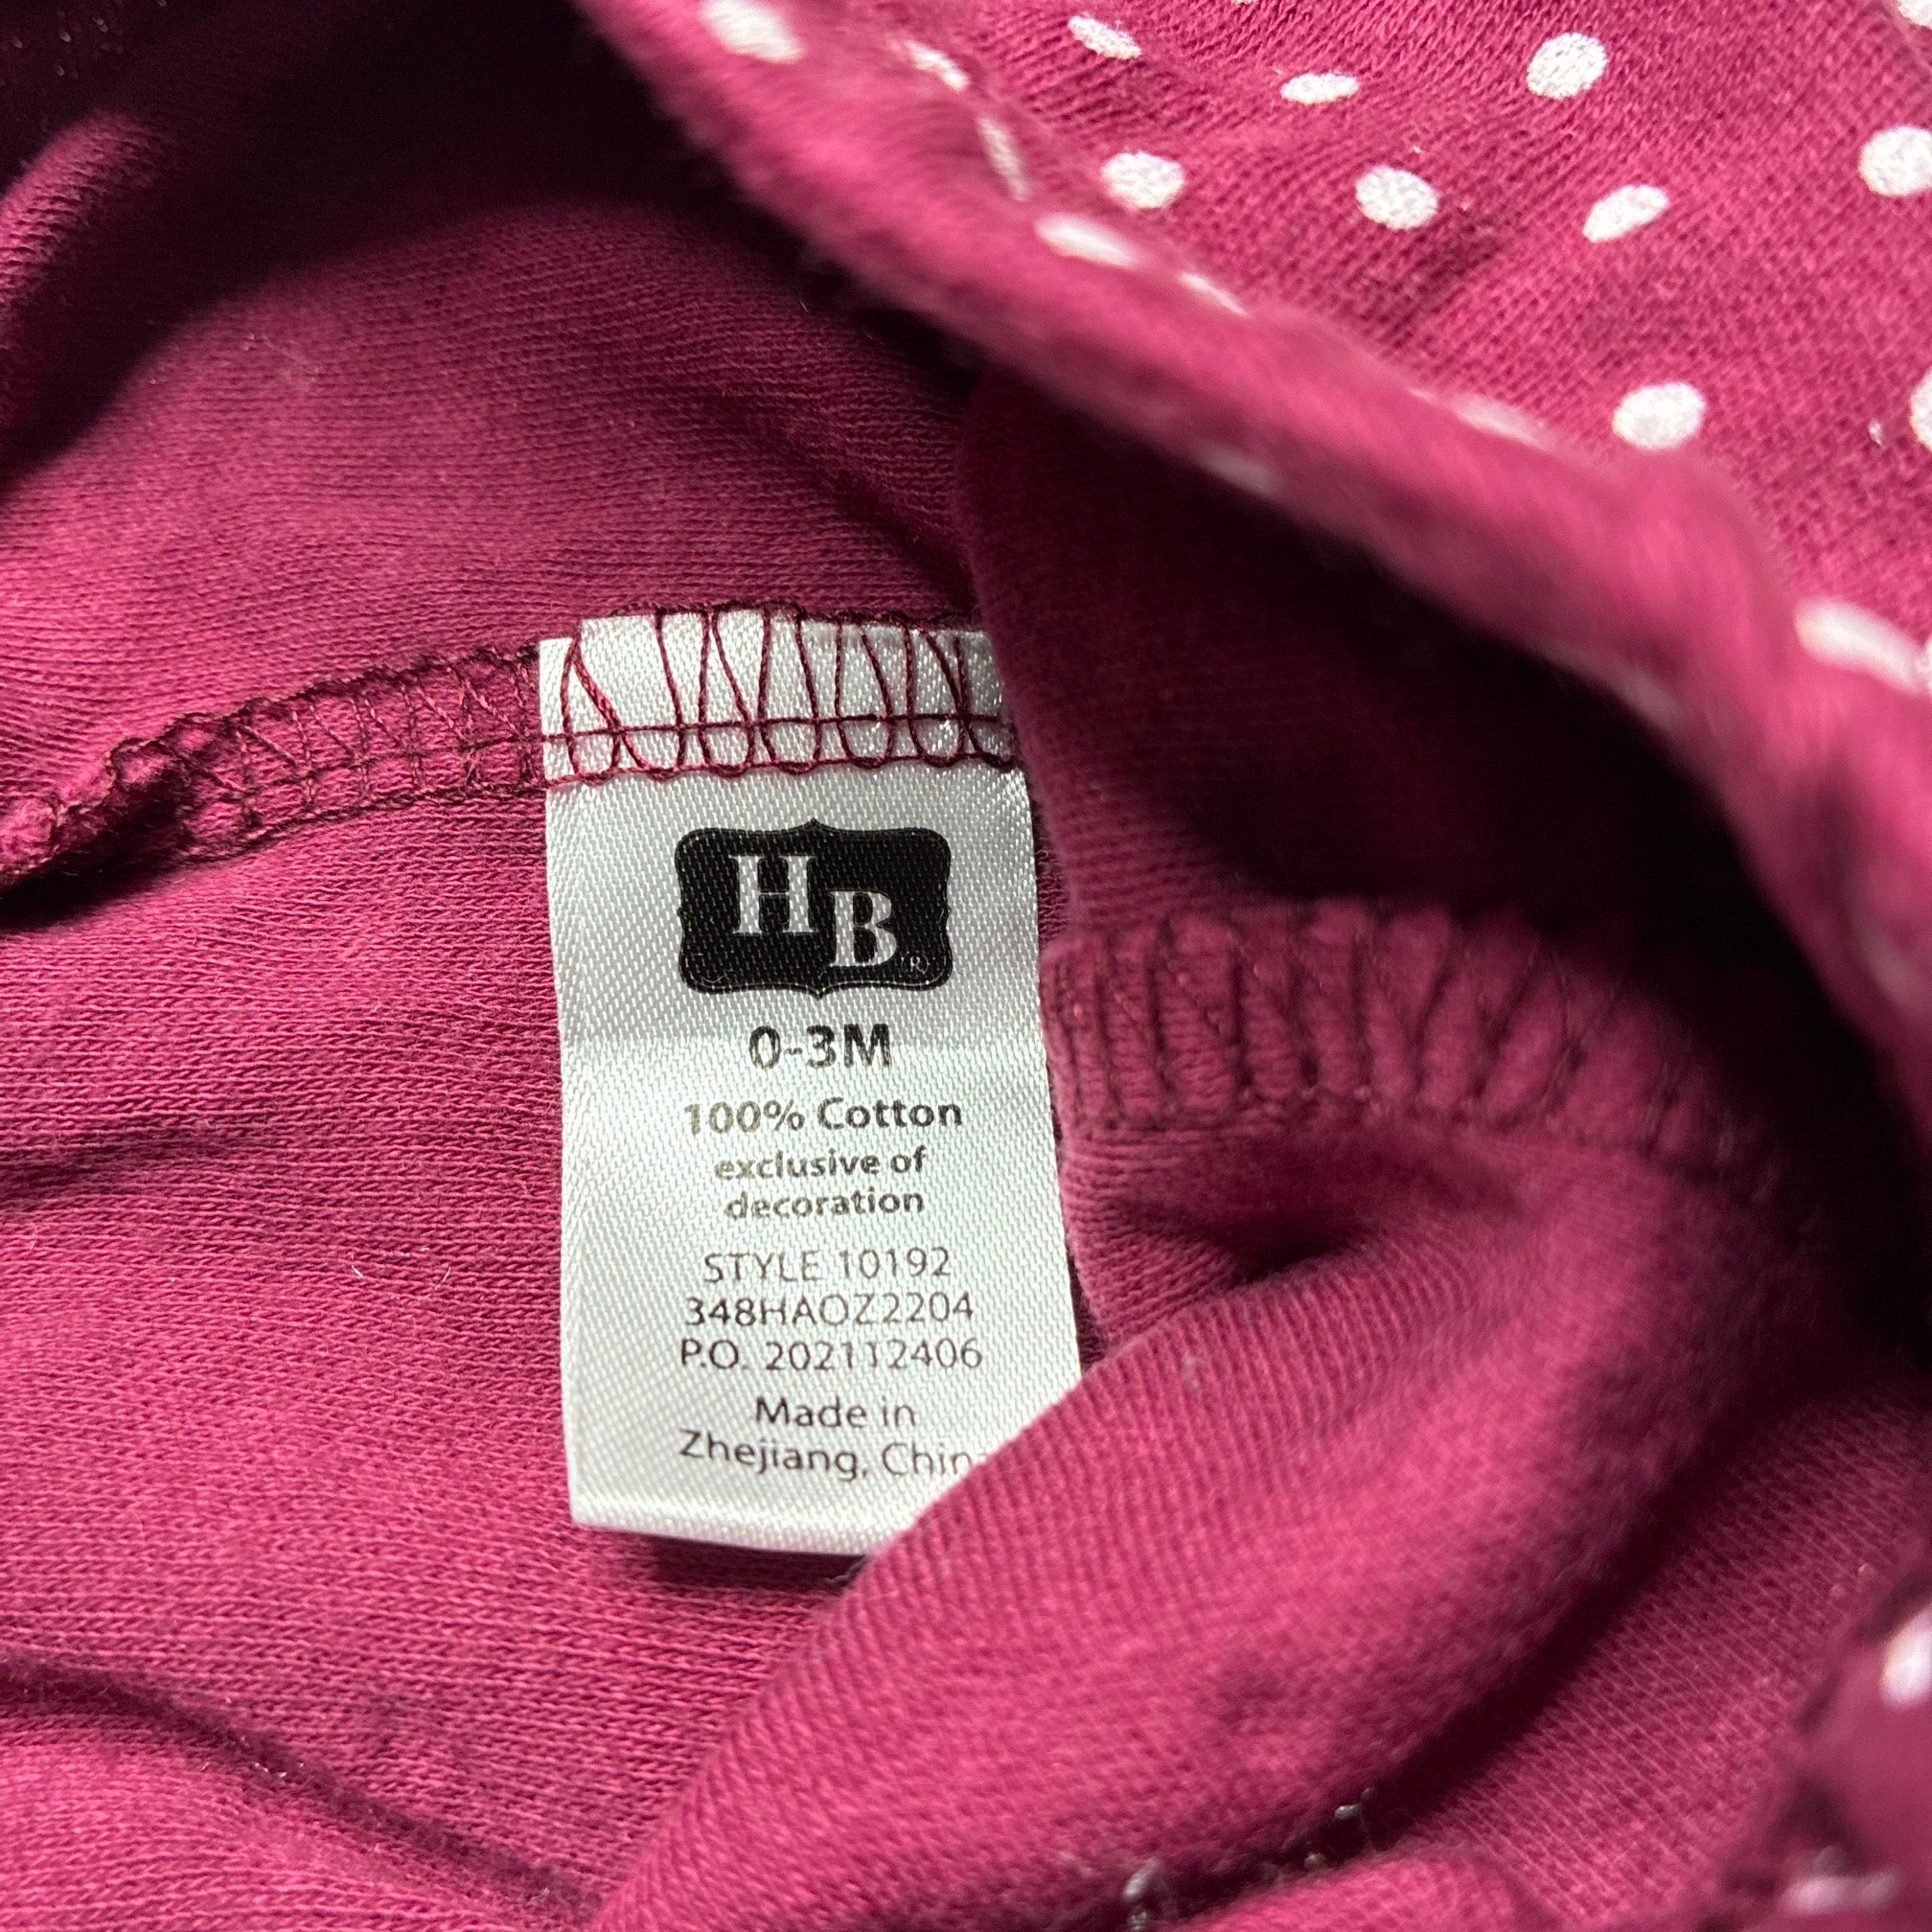 HB®
0-3M
100% Cotton
exclusive of
decoration
STYLE 10192
348HAOZ2204
P.O. 202112406
Made in
Zhejiang, Chin